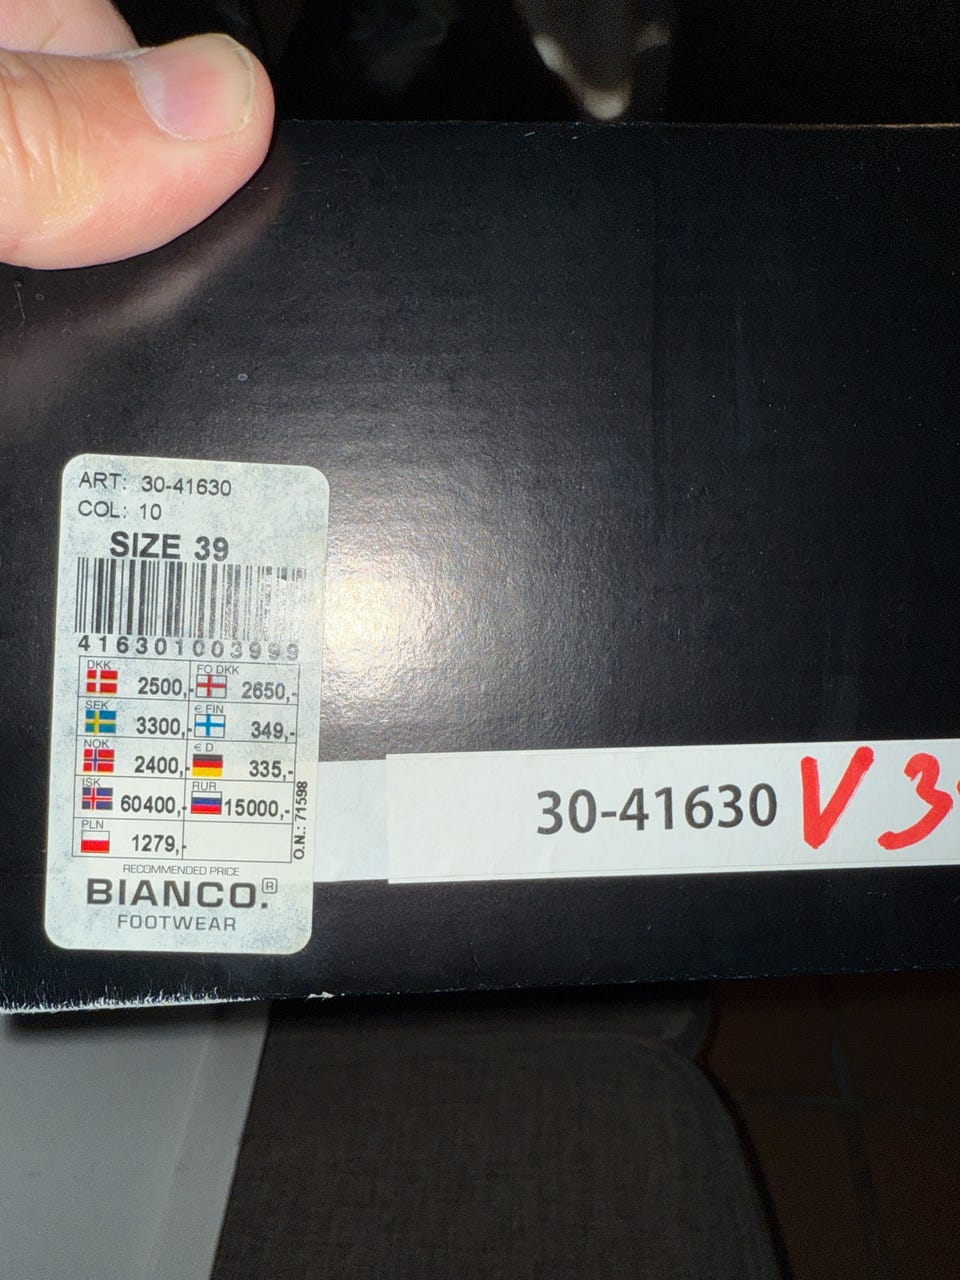 ART: 30-41630
COL: 10
SIZE 39
416301003999
DKK 2500,- FO DKK 2650,-
SEK 3300,- € FIN 349,-
NOK 2400,- € D 335,-
ISK 60400,- RUR 15000,-
PLN 1279,-
O.N.: 71598
RECOMMENDED PRICE
BIANCO.®
FOOTWEAR
30-41630 V 3